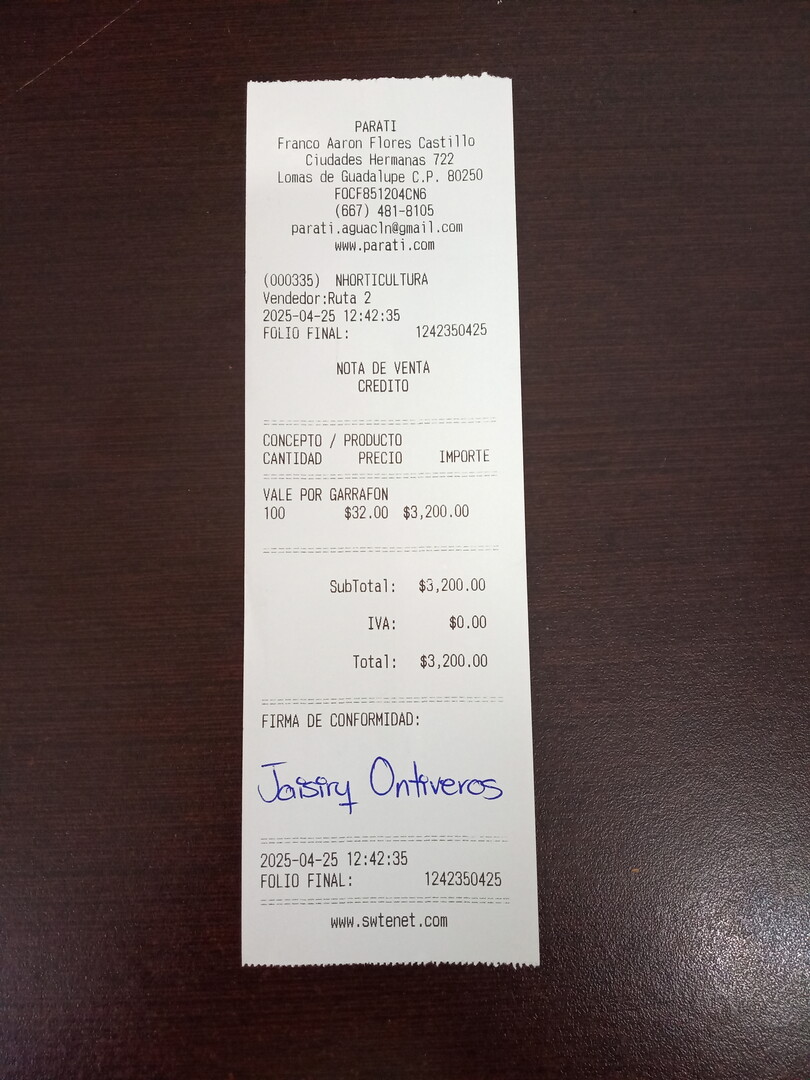 PARATI
Franco Aaron Flores Castillo
Ciudades Hermanas 722
Lomas de Guadalupe C.P. 80250
FOCF851204CN6
(667) 481-8105
parati.aguacln@gmail.com
www.parati.com
(000335) NHORTICULTURA
Vendedor:Ruta 2
2025-04-25 12:42:35
FOLIO FINAL: 1242350425
NOTA DE VENTA
CREDITO
CONCEPTO / PRODUCTO
CANTIDAD PRECIO IMPORTE
VALE POR GARRAFON
100 $32.00 $3,200.00
SubTotal: $3,200.00
IVA: $0.00
Total: $3,200.00
FIRMA DE CONFORMIDAD:
Jaisiry Ontiveros
2025-04-25 12:42:35
FOLIO FINAL: 1242350425
www.swtenet.com